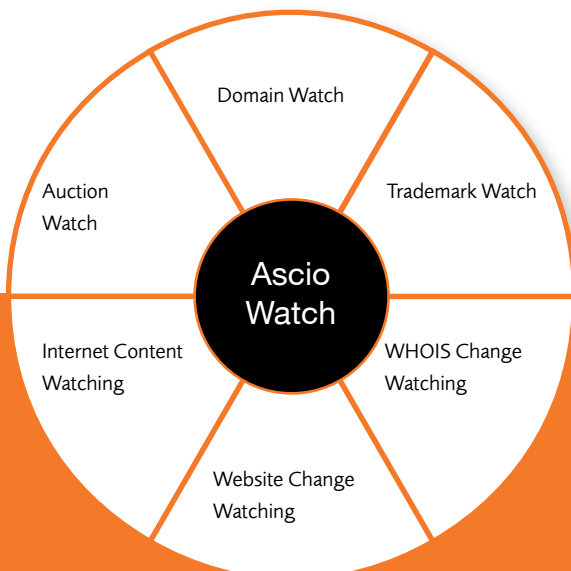 Domain Watch
Auction
Watch
Trademark Watch
Ascio
Watch
Internet Content
Watching
WHOIS Change
Watching
Website Change
Watching